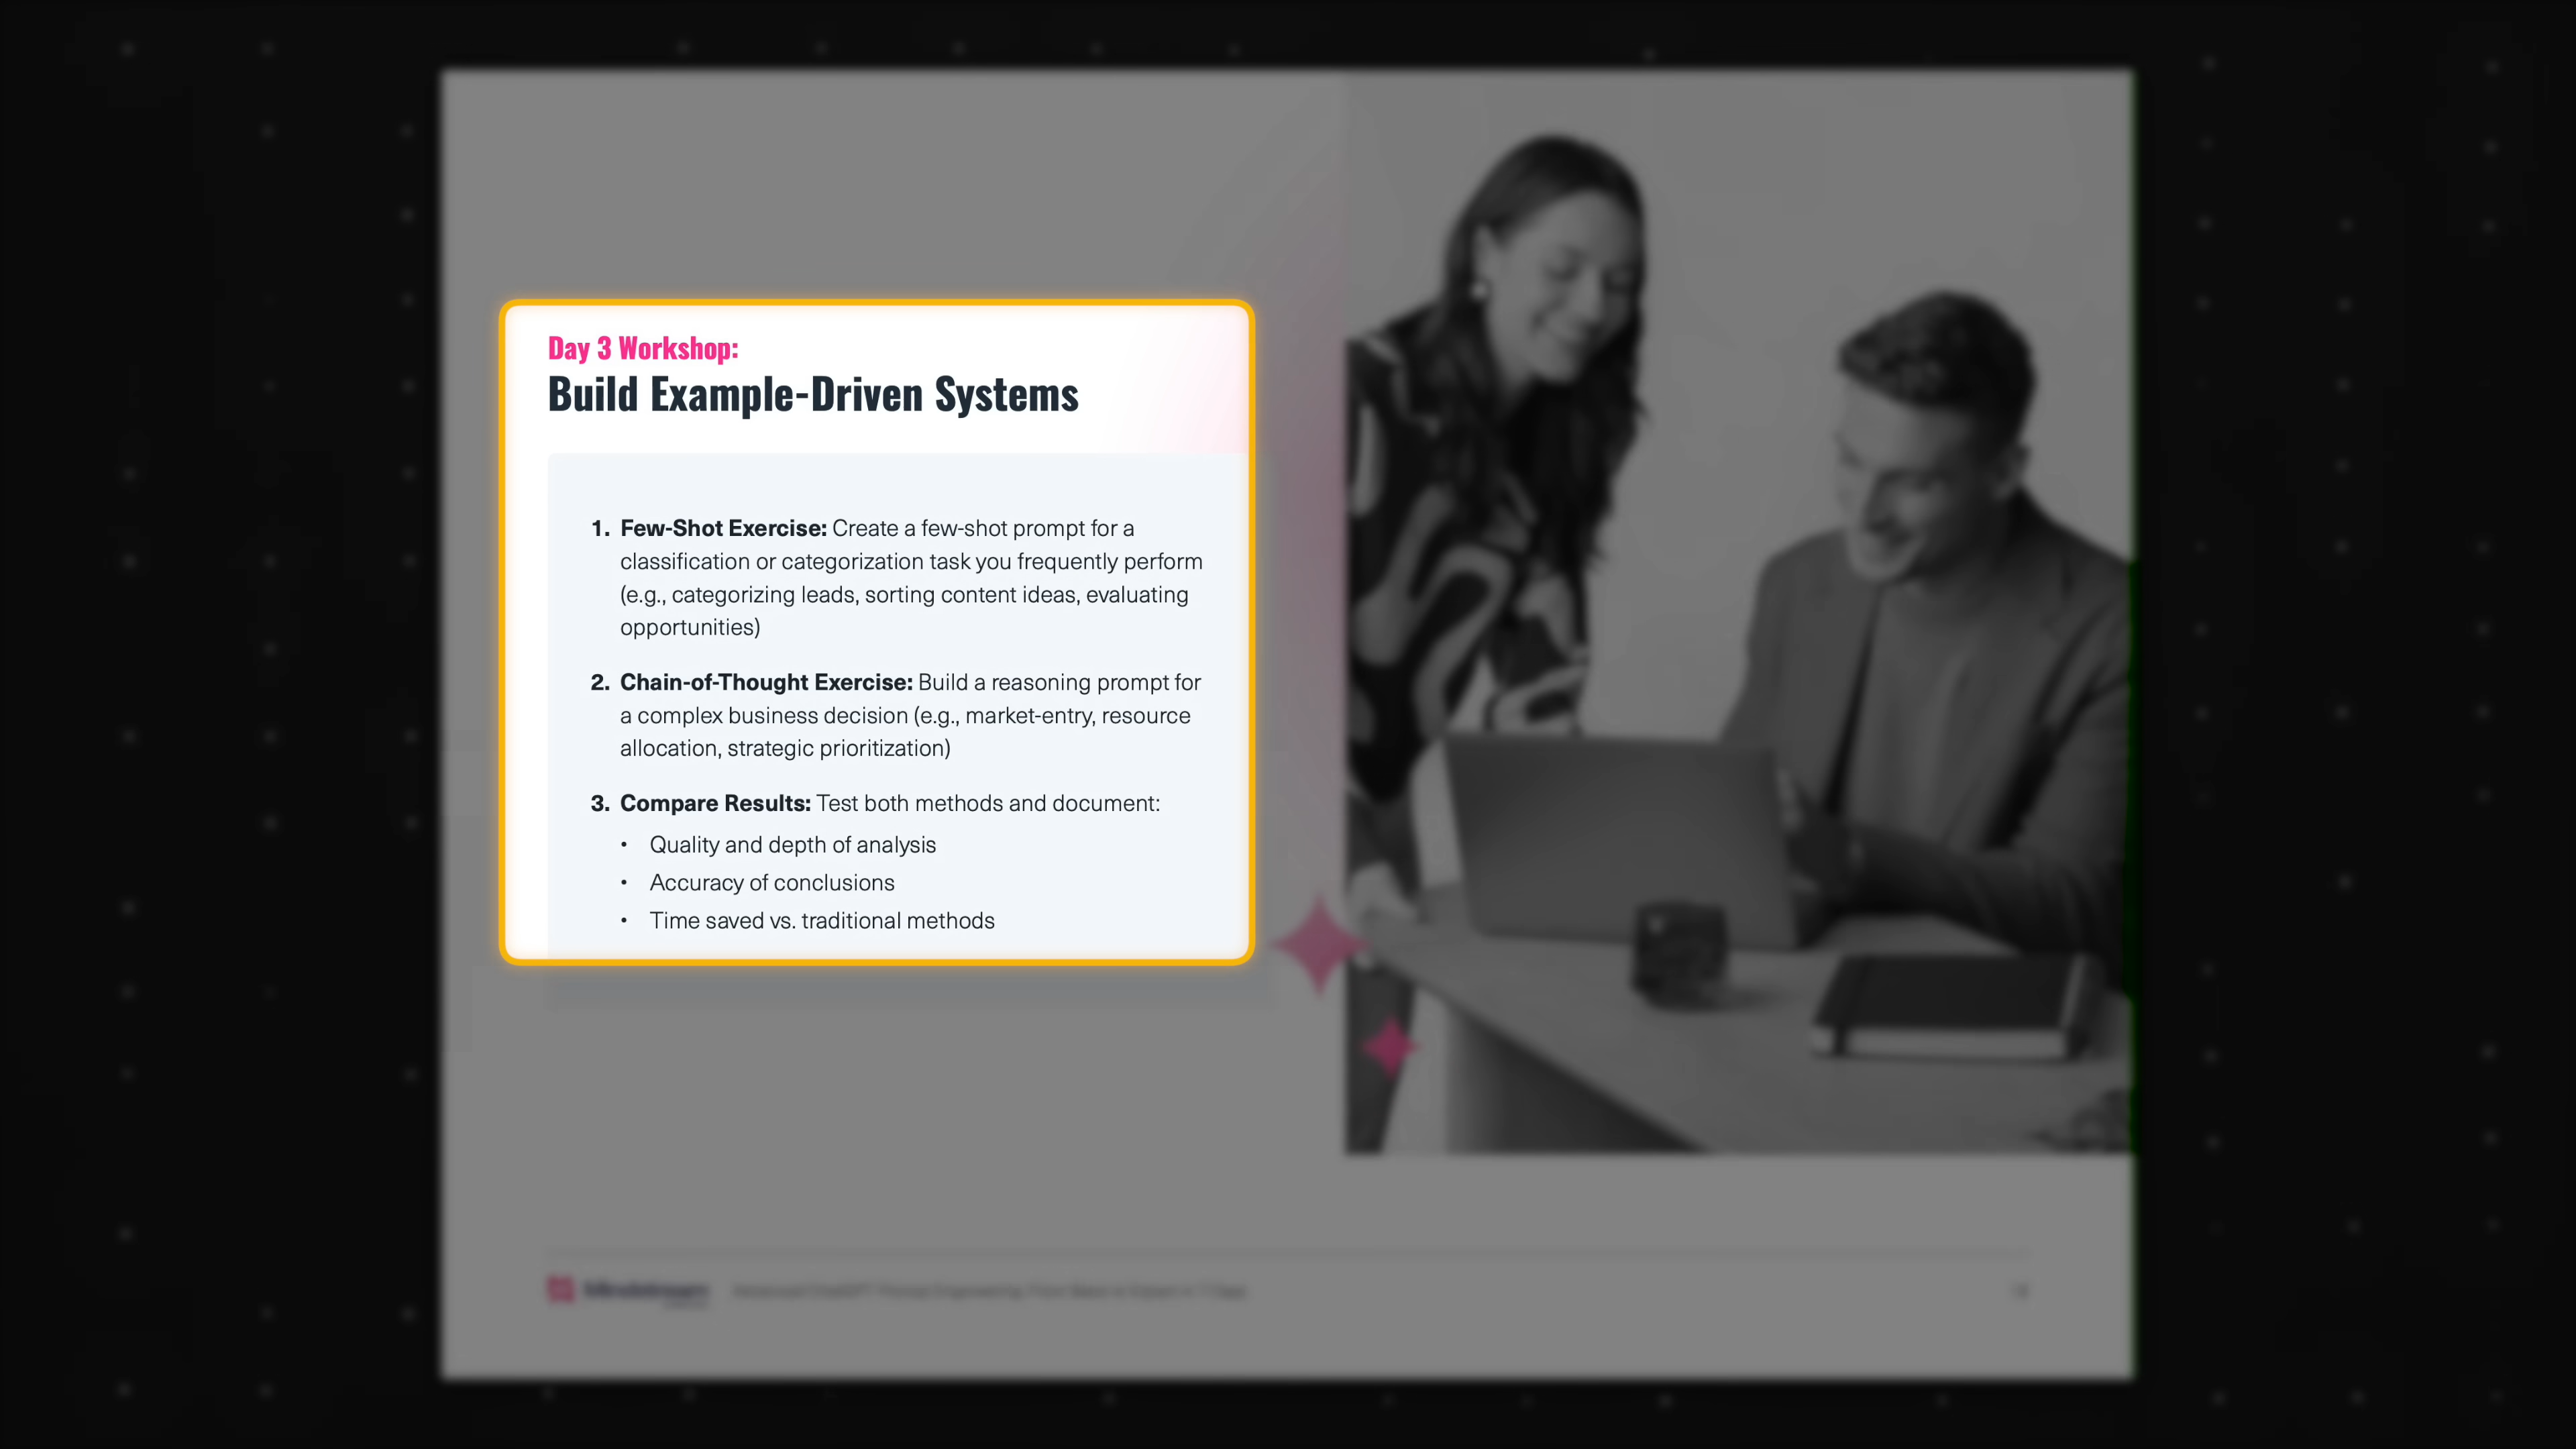 Day 3 Workshop:
Build Example-Driven Systems
1. Few-Shot Exercise: Create a few-shot prompt for a
classification or categorization task you frequently perform
(e.g., categorizing leads, sorting content ideas, evaluating
opportunities)
2. Chain-of-Thought Exercise: Build a reasoning prompt for
a complex business decision (e.g., market-entry, resource
allocation, strategic prioritization)
3. Compare Results: Test both methods and document:
• Quality and depth of analysis
• Accuracy of conclusions
• Time saved vs. traditional methods